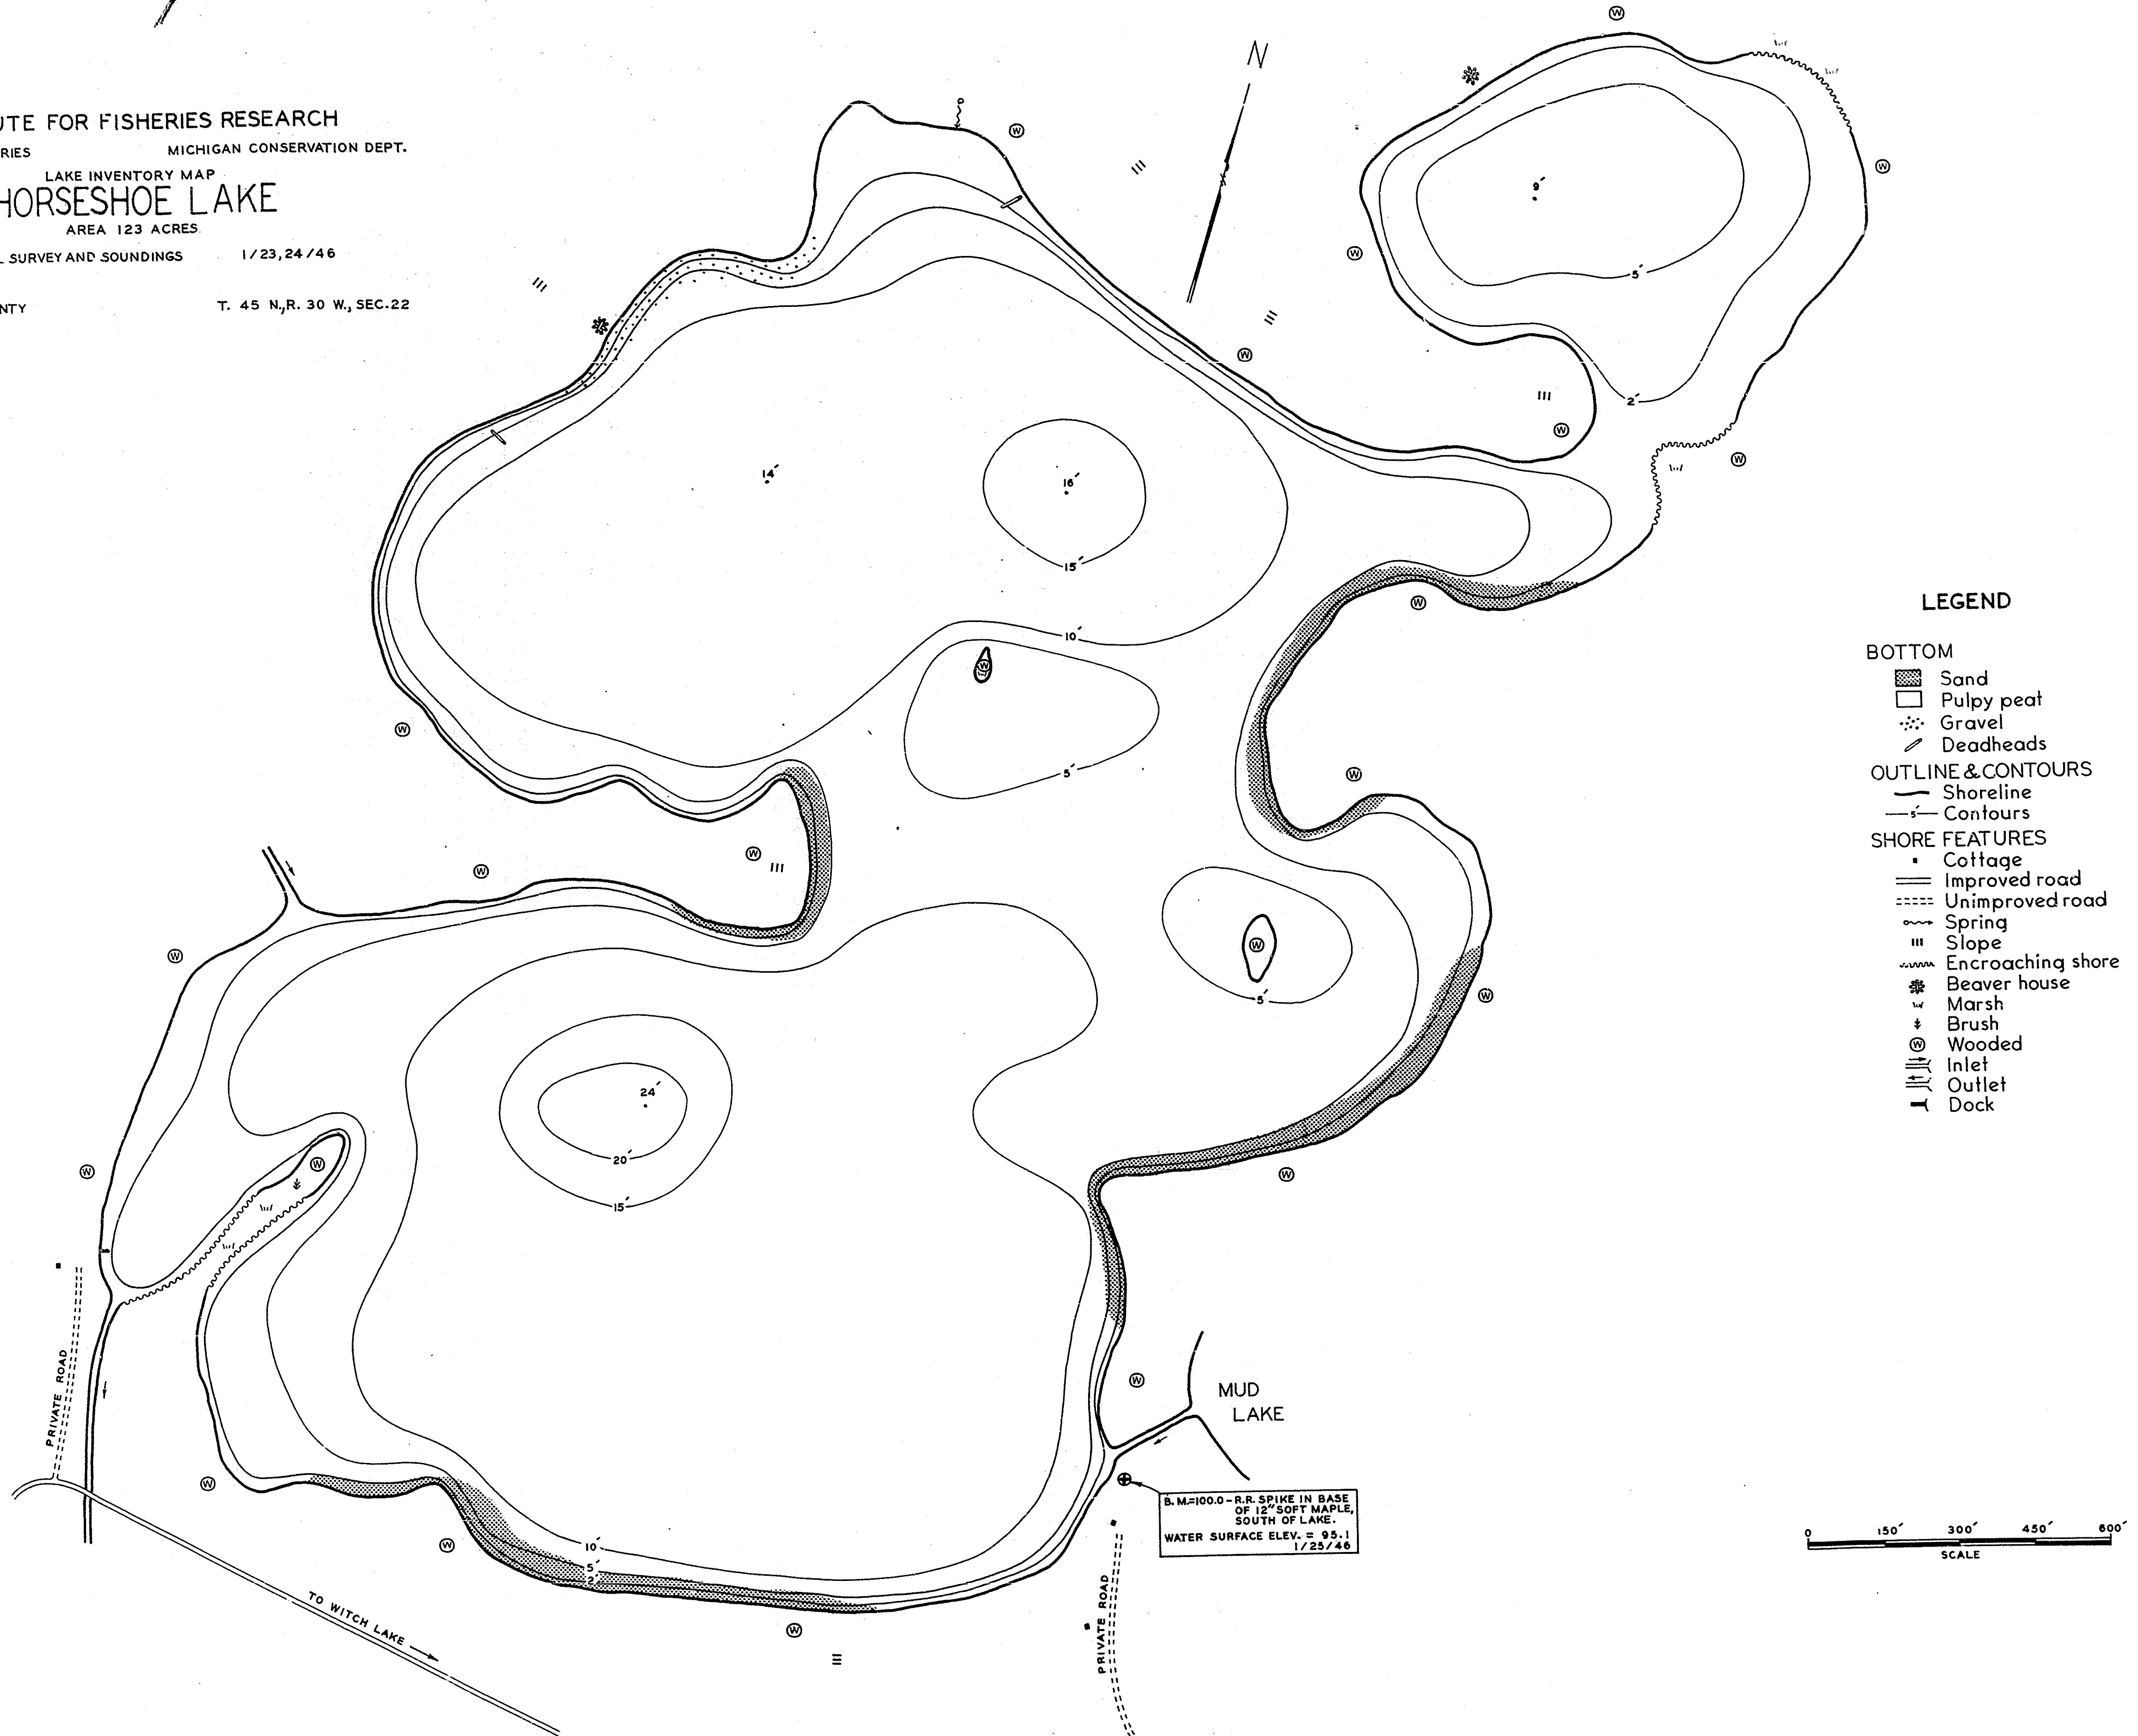 UTE FOR FISHERIES RESEARCH
RIES MICHIGAN CONSERVATION DEPT.
LAKE INVENTORY MAP
HORSESHOE LAKE
AREA 123 ACRES
SURVEY AND SOUNDINGS 1/23,24/46
NTY T. 45 N., R. 30 W., SEC. 22
N
W
W
W
W
9'
W
5'
W
2'
W
W
14'
16'
15'
10'
W
5'
W
W
W
W
W
W
W
W
5'
W
24'
20'
15'
W
W
W
W
PRIVATE ROAD
W
MUD
LAKE
W
W
10'
5'
2'
W
B.M.=100.0-R.R. SPIKE IN BASE
OF 12" SOFT MAPLE,
SOUTH OF LAKE.
WATER SURFACE ELEV. = 95.1
1/25/46
PRIVATE ROAD
TO WITCH LAKE
LEGEND
BOTTOM
Sand
Pulpy peat
Gravel
Deadheads
OUTLINE & CONTOURS
Shoreline
5' Contours
SHORE FEATURES
Cottage
Improved road
Unimproved road
Spring
Slope
Encroaching shore
Beaver house
Marsh
Brush
W Wooded
Inlet
Outlet
Dock
0 150' 300' 450' 600'
SCALE